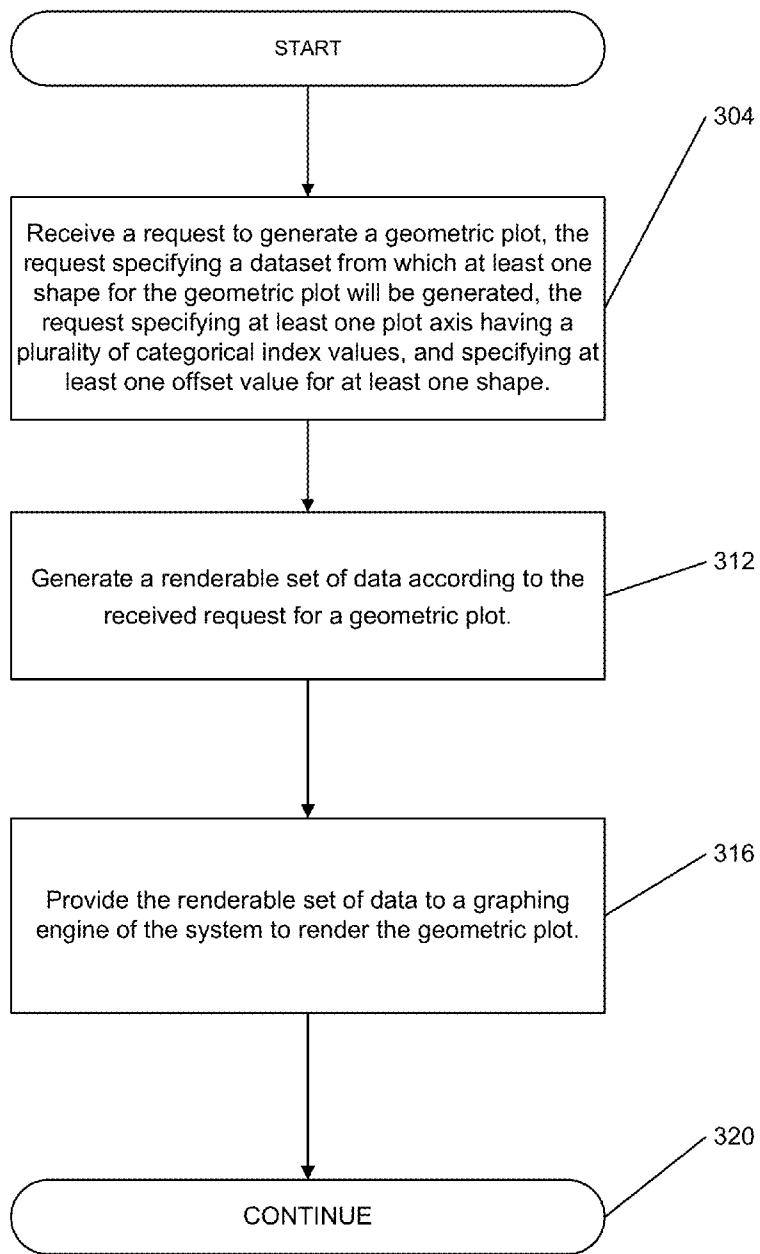 START
304
Receive a request to generate a geometric plot, the
request specifying a dataset from which at least one
shape for the geometric plot will be generated, the
request specifying at least one plot axis having a
plurality of categorical index values, and specifying at
least one offset value for at least one shape.
312
Generate a renderable set of data according to the
received request for a geometric plot.
316
Provide the renderable set of data to a graphing
engine of the system to render the geometric plot.
320
CONTINUE